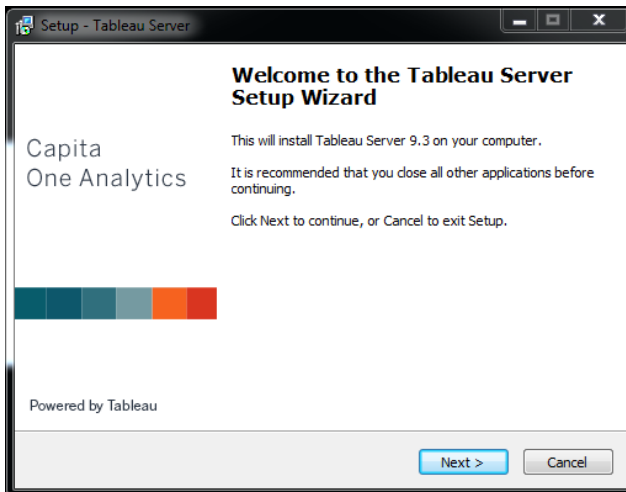 Setup - Tableau Server
Welcome to the Tableau Server
Setup Wizard
Capita
One Analytics
This will install Tableau Server 9.3 on your computer.
It is recommended that you close all other applications before
continuing.
Click Next to continue, or Cancel to exit Setup.
Powered by Tableau
Next >
Cancel